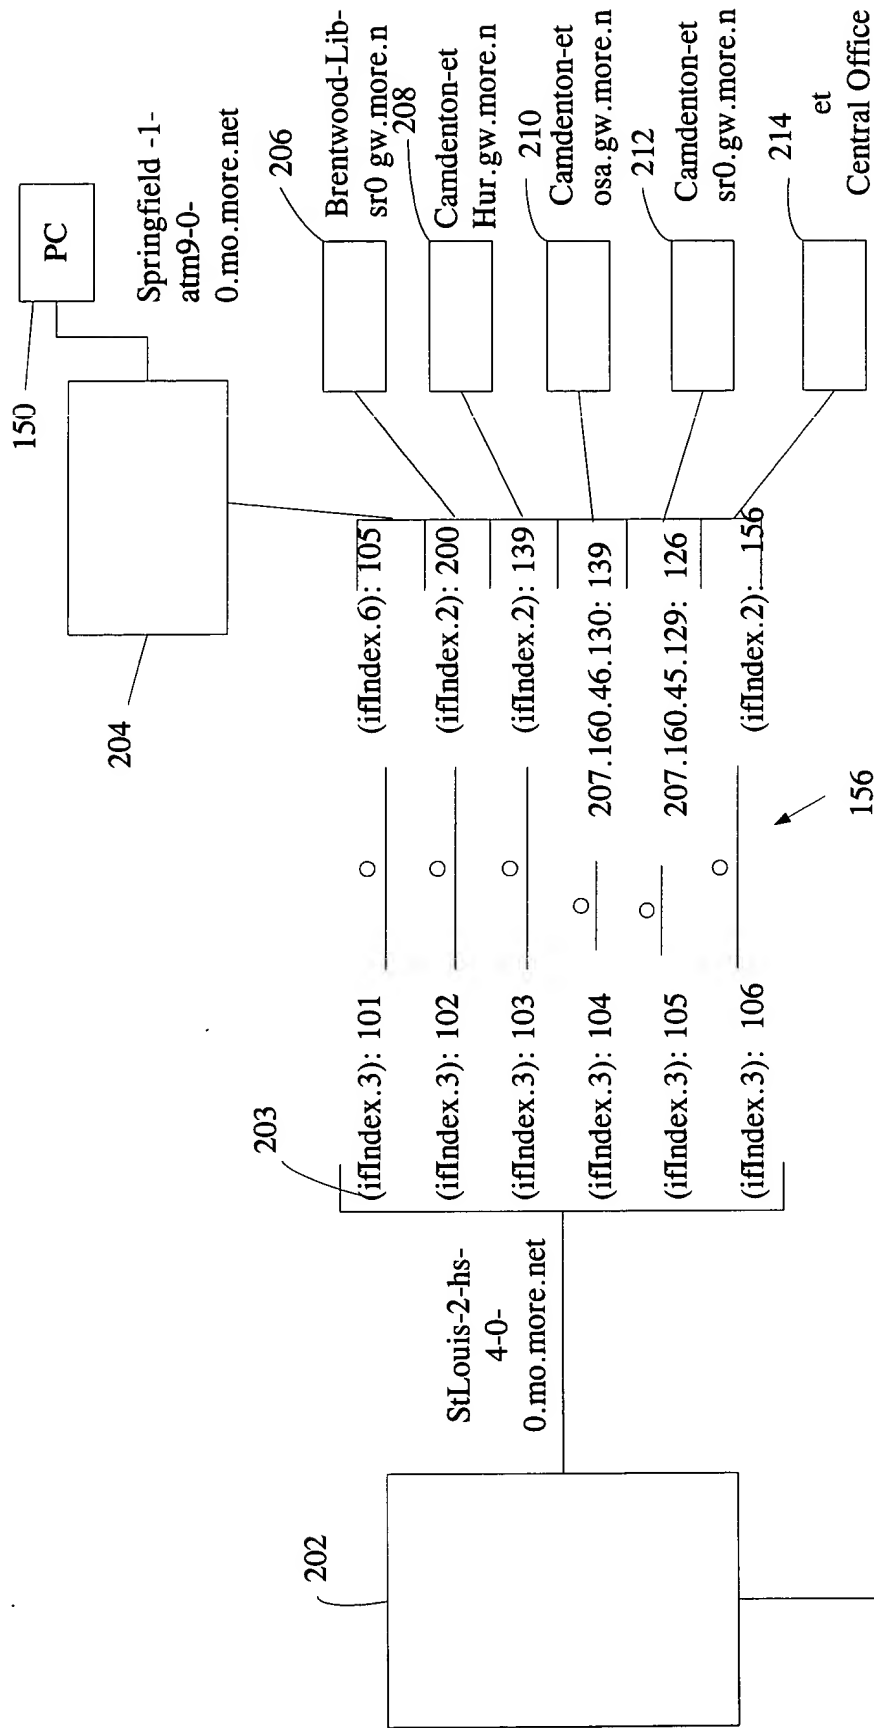 150
PC
Springfield -1-
atm9-0-
0.mo.more.net
204
206
Brentwood-Lib-
sr0 gw.more.n
208
Camdenton-et
Hur.gw.more.n
210
Camdenton-et
osa.gw.more.n
212
Camdenton-et
sr0.gw.more.n
214
et
Central Office
202
StLouis-2-hs-
4-0-
0.mo.more.net
203
(ifIndex.3): 101 (ifIndex.6): 105
(ifIndex.3): 102 (ifIndex.2): 200
(ifIndex.3): 103 (ifIndex.2): 139
(ifIndex.3): 104 207.160.46.130: 139
(ifIndex.3): 105 207.160.45.129: 126
(ifIndex.3): 106 (ifIndex.2): 156
156